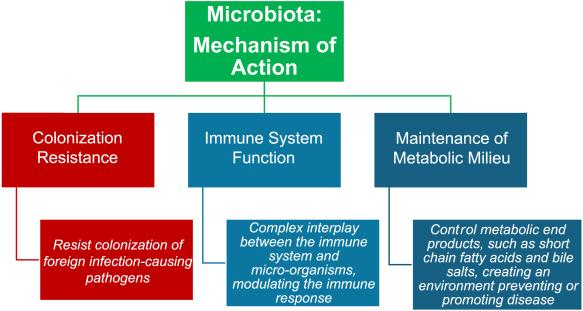 Microbiota:
Mechanism of
Action
Colonization
Resistance
Immune System
Function
Maintenance of
Metabolic Milieu
Resist colonization of
foreign infection-causing
pathogens
Complex interplay
between the immune
system and
micro-organisms,
modulating the immune
response
Control metabolic end
products, such as short
chain fatty acids and bile
salts, creating an
environment preventing or
promoting disease